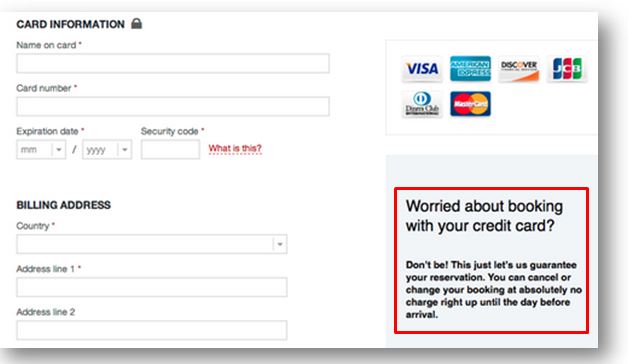 CARD INFORMATION
Name on card *
Card number *
Expiration date * Security code *
mm / yyyy What is this?
BILLING ADDRESS
Country *
Address line 1 *
Address line 2
VISA AMERICAN EXPRESS DISCOVER JCB
Diners Club INTERNATIONAL MasterCard
Worried about booking
with your credit card?
Don't be! This just let's us guarantee
your reservation. You can cancel or
change your booking at absolutely no
charge right up until the day before
arrival.